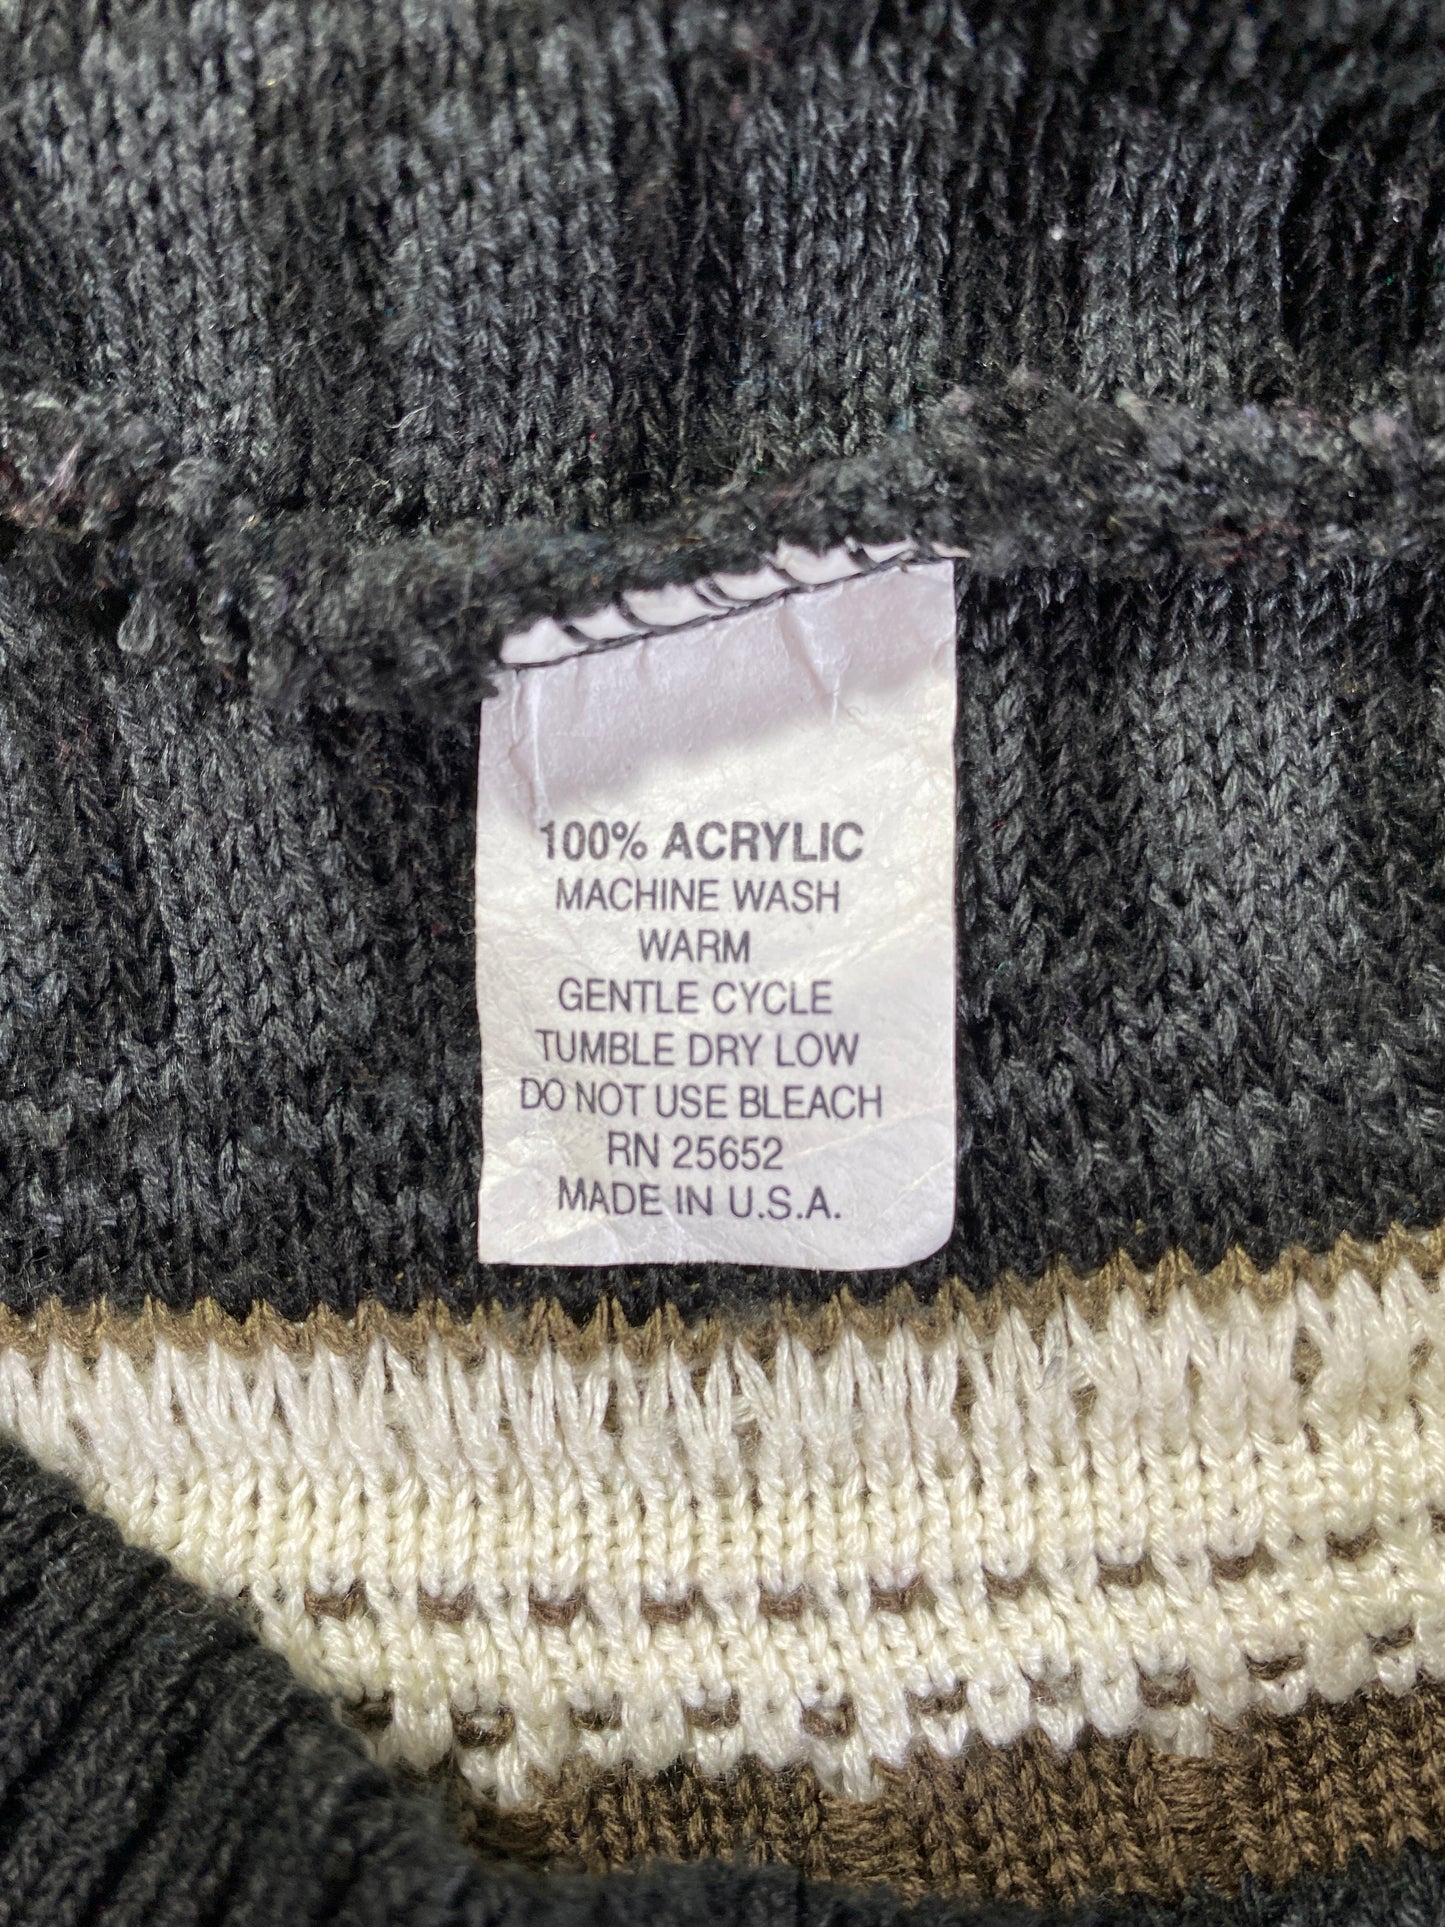 100% ACRYLIC
MACHINE WASH
WARM
GENTLE CYCLE
TUMBLE DRY LOW
DO NOT USE BLEACH
RN 25652
MADE IN U.S.A.